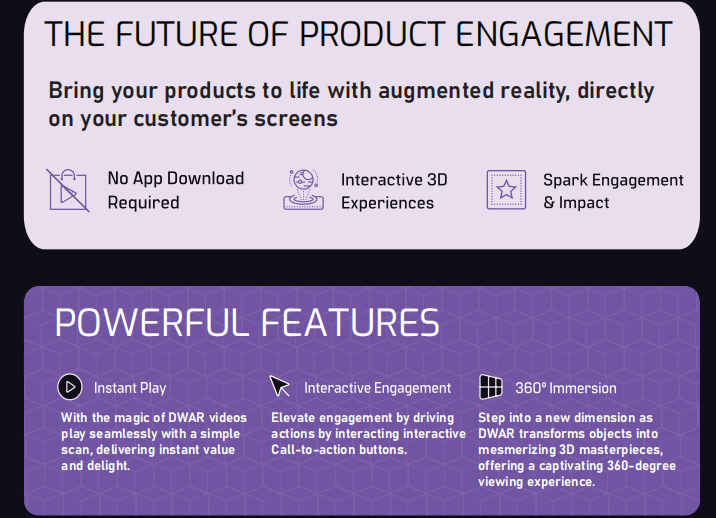 THE FUTURE OF PRODUCT ENGAGEMENT
Bring your products to life with augmented reality, directly
on your customer's screens
No App Download
Required
Interactive 3D
Experiences
Spark Engagement
& Impact
POWERFUL FEATURES
Instant Play
With the magic of DWAR videos
play seamlessly with a simple
scan, delivering instant value
and delight.
Interactive Engagement
Elevate engagement by driving
actions by interacting interactive
Call-to-action buttons.
360° Immersion
Step into a new dimension as
DWAR transforms objects into
mesmerizing 3D masterpieces,
offering a captivating 360-degree
viewing experience.